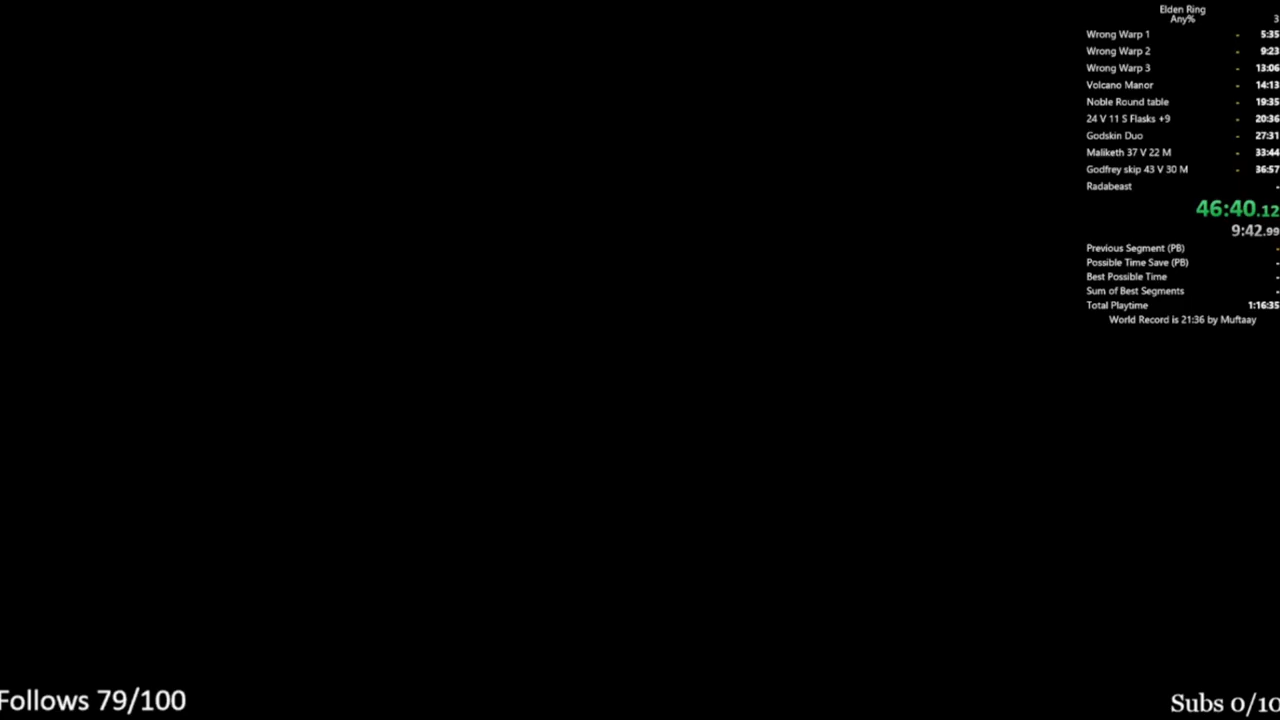 Elden Ring
Any% 3
Wrong Warp 1 - 5:35
Wrong Warp 2 - 9:23
Wrong Warp 3 - 13:06
Volcano Manor - 14:13
Noble Round table - 19:35
24 V 11 S Flasks +9 - 20:36
Godskin Duo - 27:31
Maliketh 37 V 22 M - 33:44
Godfrey skip 43 V 30 M - 36:57
Radabeast -
46:40.12
9:42.99
Previous Segment (PB) -
Possible Time Save (PB) -
Best Possible Time -
Sum of Best Segments -
Total Playtime 1:16:35
World Record is 21:36 by Muftaay
Follows 79/100
Subs 0/10